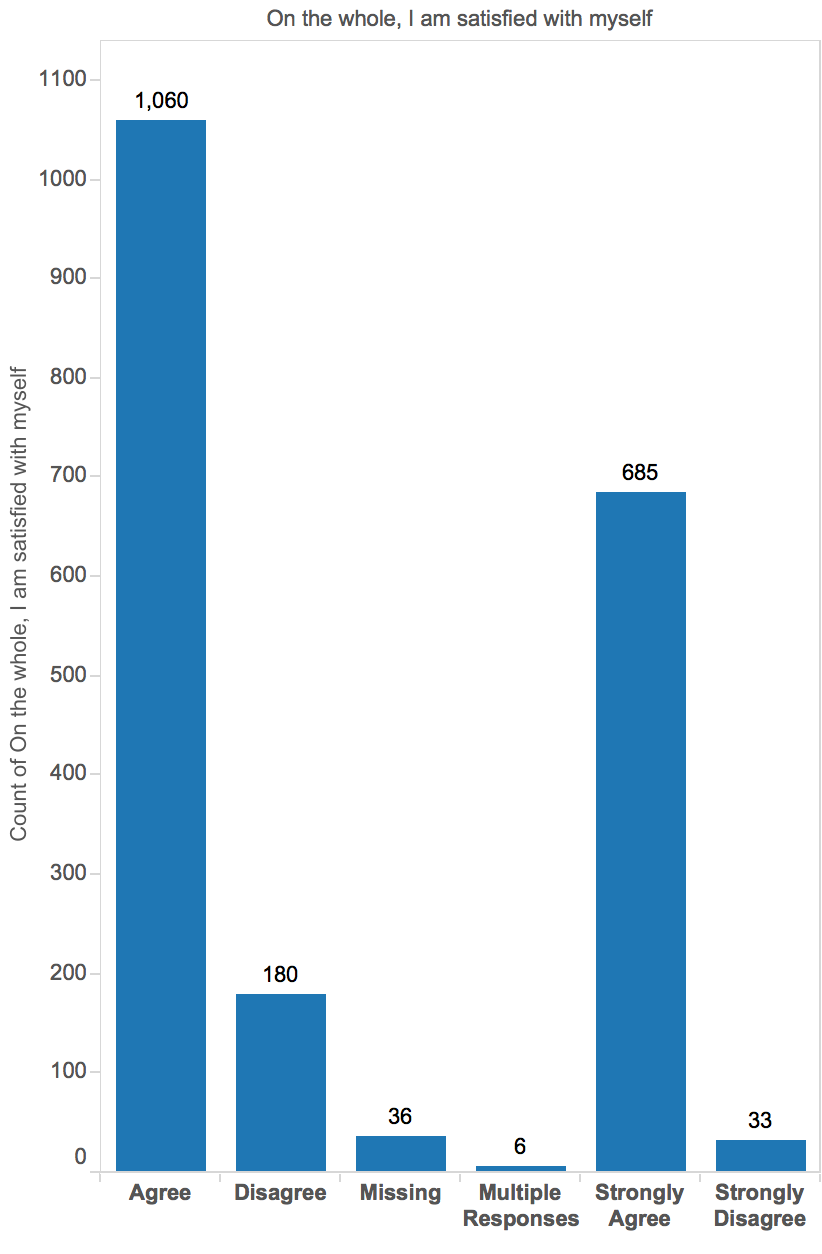 On the whole, I am satisfied with myself
Count of On the whole, I am satisfied with myself
1100
1000
900
800
700
600
500
400
300
200
100
0
1,060
180
36
6
685
33
Agree
Disagree
Missing
Multiple
Responses
Strongly
Agree
Strongly
Disagree